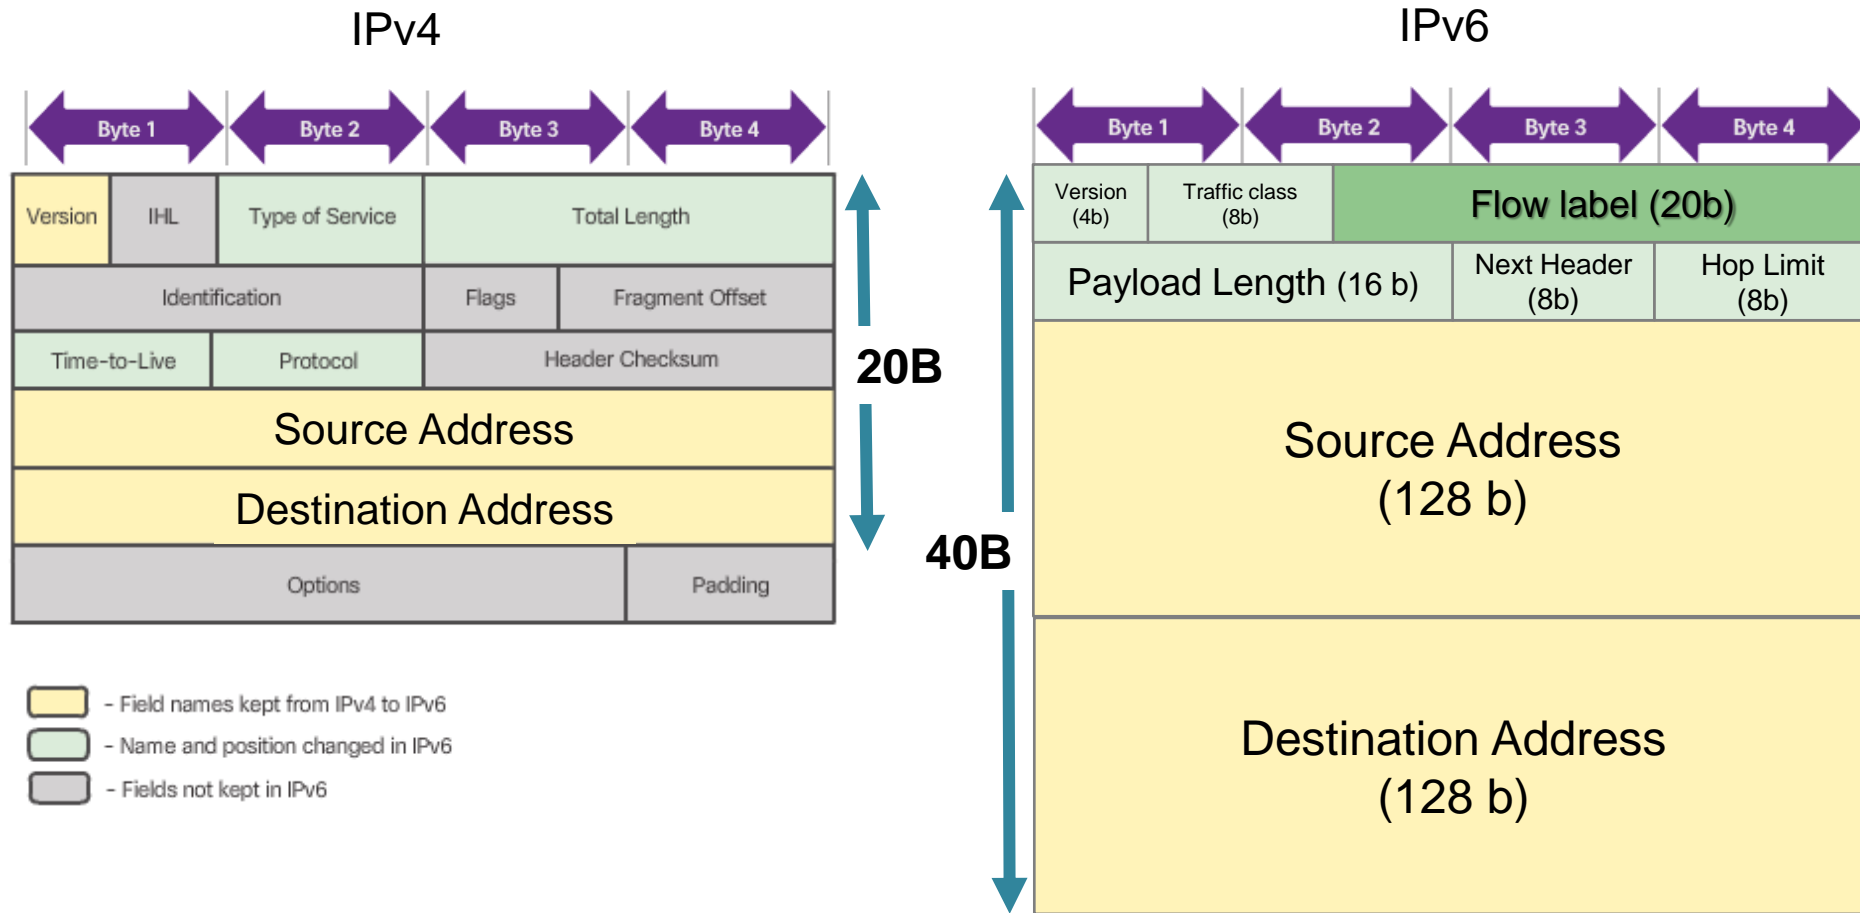 IPv4
Byte 1 Byte 2 Byte 3 Byte 4
Version IHL Type of Service Total Length
Identification Flags Fragment Offset
Time-to-Live Protocol Header Checksum
Source Address
Destination Address
Options Padding
20B
- Field names kept from IPv4 to IPv6
- Name and position changed in IPv6
- Fields not kept in IPv6
IPv6
Byte 1 Byte 2 Byte 3 Byte 4
Version
(4b)
Traffic class
(8b)
Flow label (20b)
Payload Length (16 b)
Next Header
(8b)
Hop Limit
(8b)
Source Address
(128 b)
Destination Address
(128 b)
40B